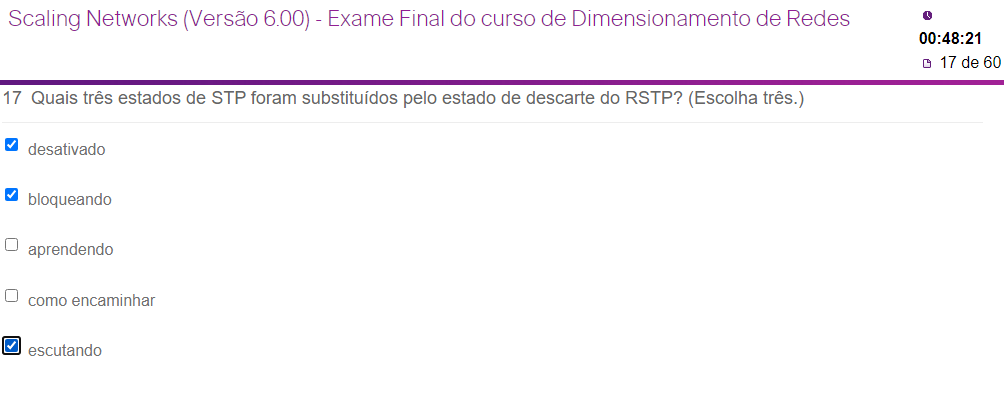 Scaling Networks (Versão 6.00) - Exame Final do curso de Dimensionamento de Redes
00:48:21
17 de 60
17 Quais três estados de STP foram substituídos pelo estado de descarte do RSTP? (Escolha três.)
desativado
bloqueando
aprendendo
como encaminhar
escutando